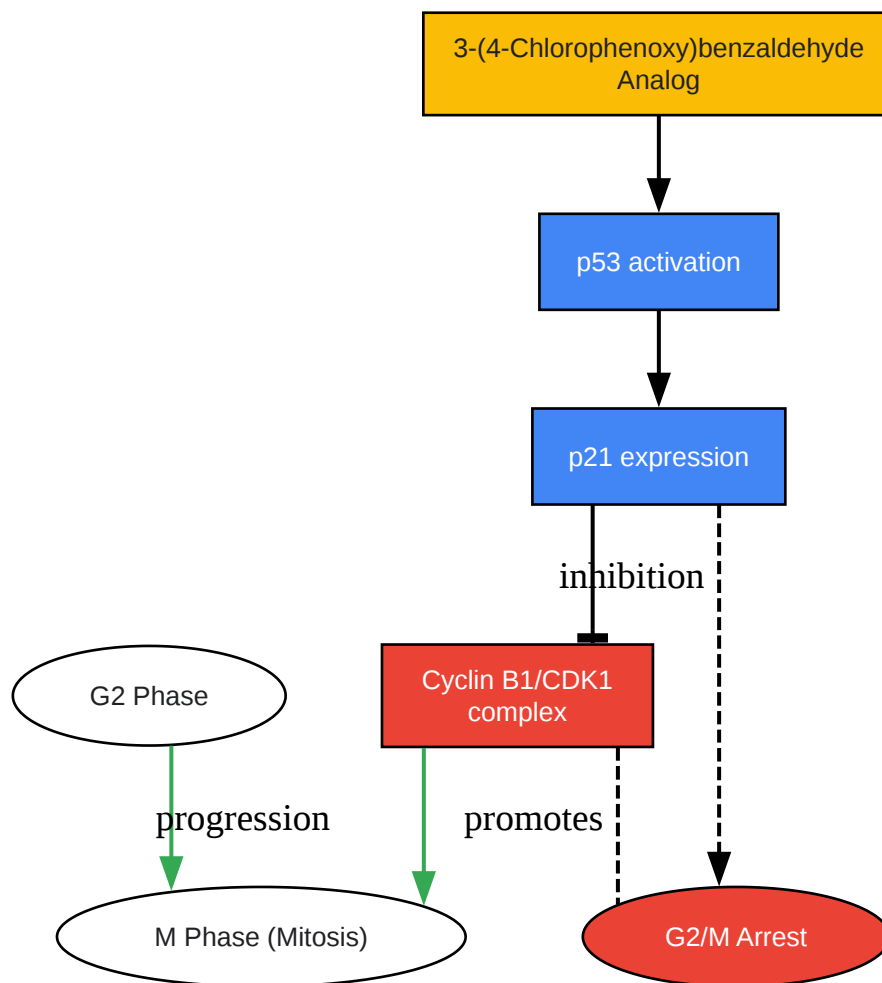 3-(4-Chlorophenoxy)benzaldehyde
Analog
p53 activation
p21 expression
inhibition
Cyclin B1/CDK1
complex
G2 Phase
progression
promotes
M Phase (Mitosis)
G2/M Arrest